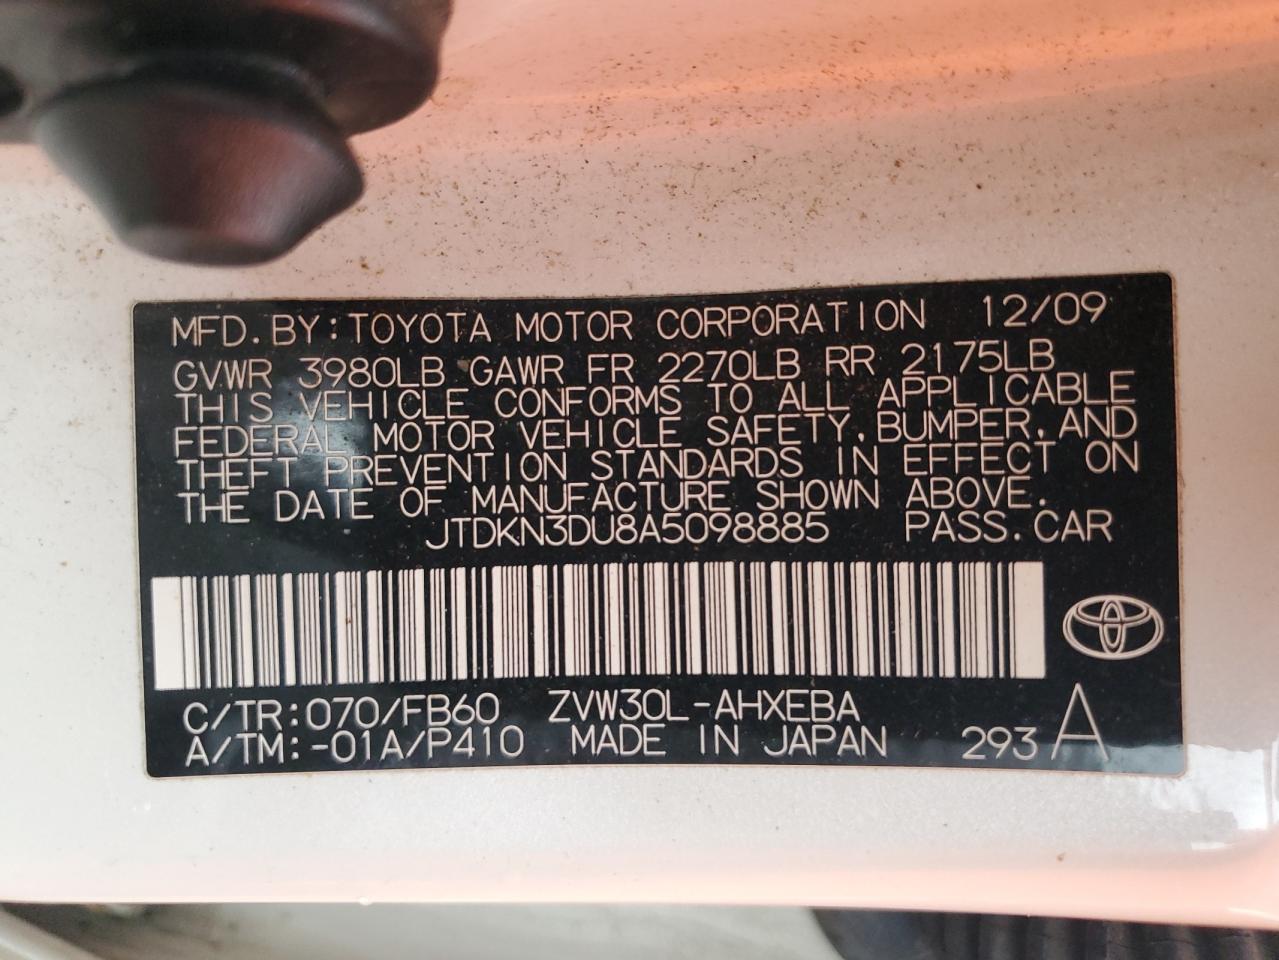 MFD. BY: TOYOTA MOTOR CORPORATION 12/09
GVWR 3980LB GAWR FR 2270LB RR 2175LB
THIS VEHICLE CONFORMS TO ALL APPLICABLE
FEDERAL MOTOR VEHICLE SAFETY, BUMPER, AND
THEFT PREVENTION STANDARDS IN EFFECT ON
THE DATE OF MANUFACTURE SHOWN ABOVE.
JTDKN3DU8A5098885 PASS. CAR
C/TR: 070/FB60 ZVW30L-AHXEBA
A/TM: -01A/P410 MADE IN JAPAN 293 A